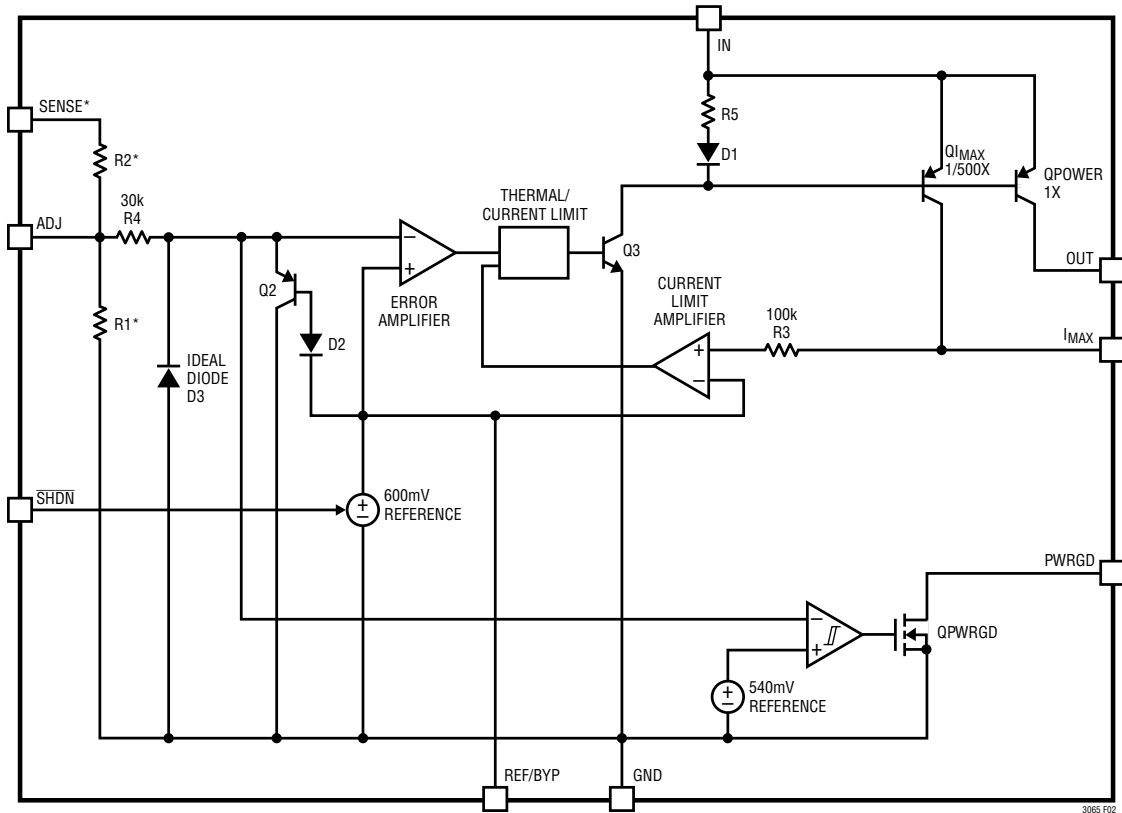 IN
SENSE*
R2*
R5
D1
QIMAX
1/500X
QPOWER
1X
30k
R4
ADJ
THERMAL/
CURRENT LIMIT
–
+
Q3
OUT
Q2
ERROR
AMPLIFIER
CURRENT
LIMIT
AMPLIFIER
100k
R3
IMAX
R1*
D2
+
–
IDEAL
DIODE
D3
SHDN
+
–
600mV
REFERENCE
PWRGD
–
+
QPWRGD
+
–
540mV
REFERENCE
REF/BYP
GND
3065 F02